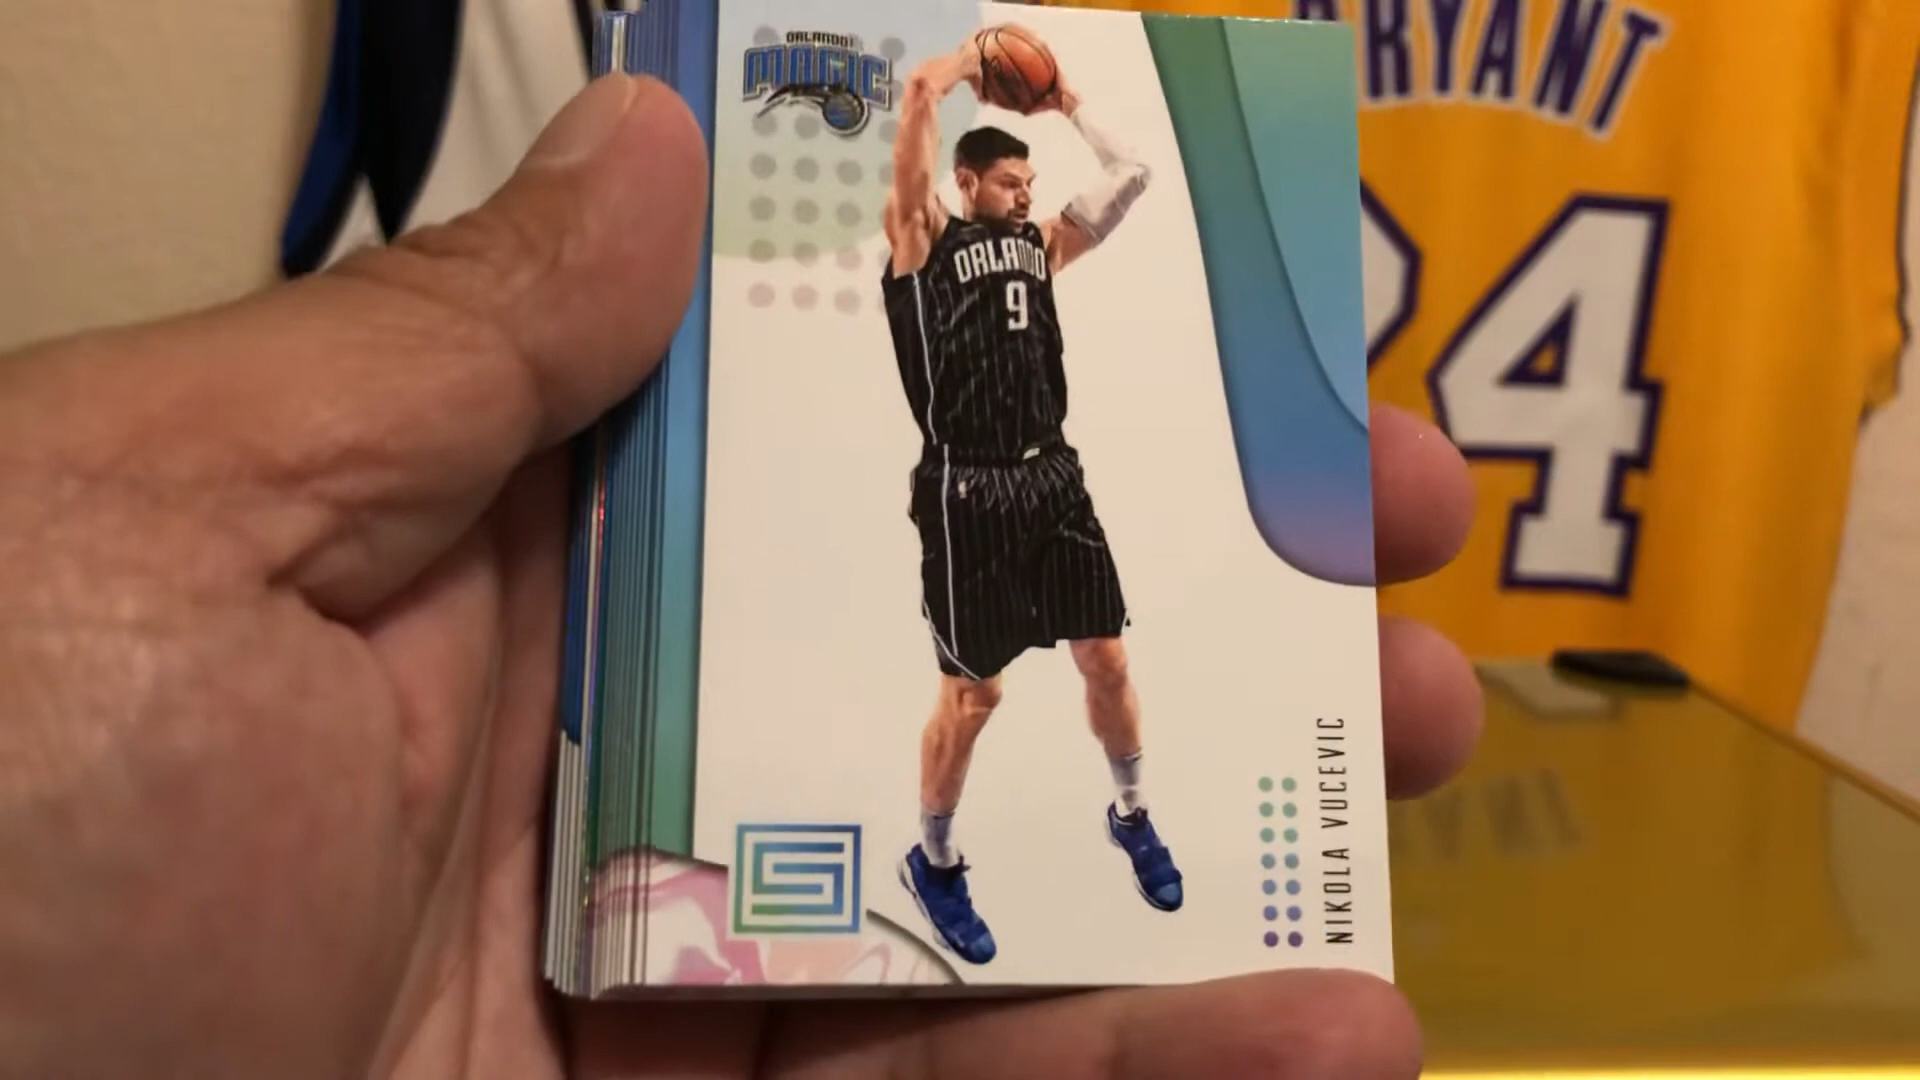 ORLANDO
MAGIC
ORLANDO
9
NIKOLA VUCEVIC
S
BRYANT
24